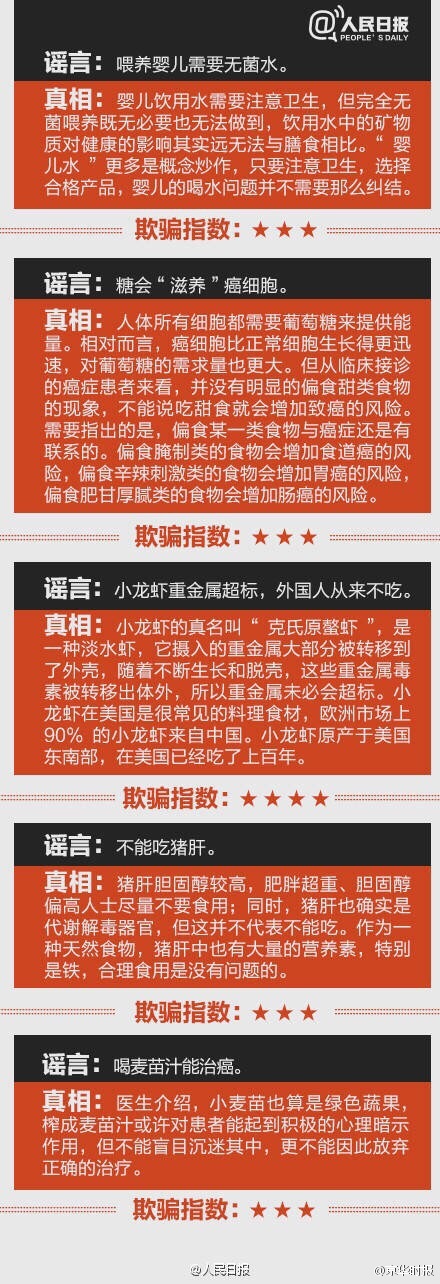 @人民日报
PEOPLE'S DAILY
谣言：喂养婴儿需要无菌水。
真相：婴儿饮用水需要注意卫生，但完全无
菌喂养既无必要也无法做到，饮用水中的矿物
质对健康的影响其实远无法与膳食相比。“婴
儿水”更多是概念炒作，只要注意卫生，选择
合格产品，婴儿的喝水问题并不需要那么纠结。
欺骗指数：★★★
谣言：糖会“滋养”癌细胞。
真相：人体所有细胞都需要葡萄糖来提供能
量。相对而言，癌细胞比正常细胞生长得更迅
速，对葡萄糖的需求量也更大。但从临床接诊
的癌症患者来看，并没有明显的偏食甜类食物
的现象，不能说吃甜食就会增加致癌的风险。
需要指出的是，偏食某一类食物与癌症还是有
联系的。偏食腌制类的食物会增加食道癌的风
险，偏食辛辣刺激类的食物会增加胃癌的风险，
偏食肥甘厚腻类的食物会增加肠癌的风险。
欺骗指数：★★★
谣言：小龙虾重金属超标，外国人从来不吃。
真相：小龙虾的真名叫“克氏原螯虾”，是
一种淡水虾，它摄入的重金属大部分被转移到
了外壳，随着不断生长和脱壳，这些重金属毒
素被转移出体外，所以重金属未必会超标。小
龙虾在美国是很常见的料理食材，欧洲市场上
90% 的小龙虾来自中国。小龙虾原产于美国
东南部，在美国已经吃了上百年。
欺骗指数：★★★★
谣言：不能吃猪肝。
真相：猪肝胆固醇较高，肥胖超重、胆固醇
偏高人士尽量不要食用；同时，猪肝也确实是
代谢解毒器官，但这并不代表不能吃。作为一
种天然食物，猪肝中也有大量的营养素，特别
是铁，合理食用是没有问题的。
欺骗指数：★★★
谣言：喝麦苗汁能治癌。
真相：医生介绍，小麦苗也算是绿色蔬果，
榨成麦苗汁或许对患者能起到积极的心理暗示
作用，但不能盲目沉迷其中，更不能因此放弃
正确的治疗。
欺骗指数：★★★
@人民日报
@京华时报